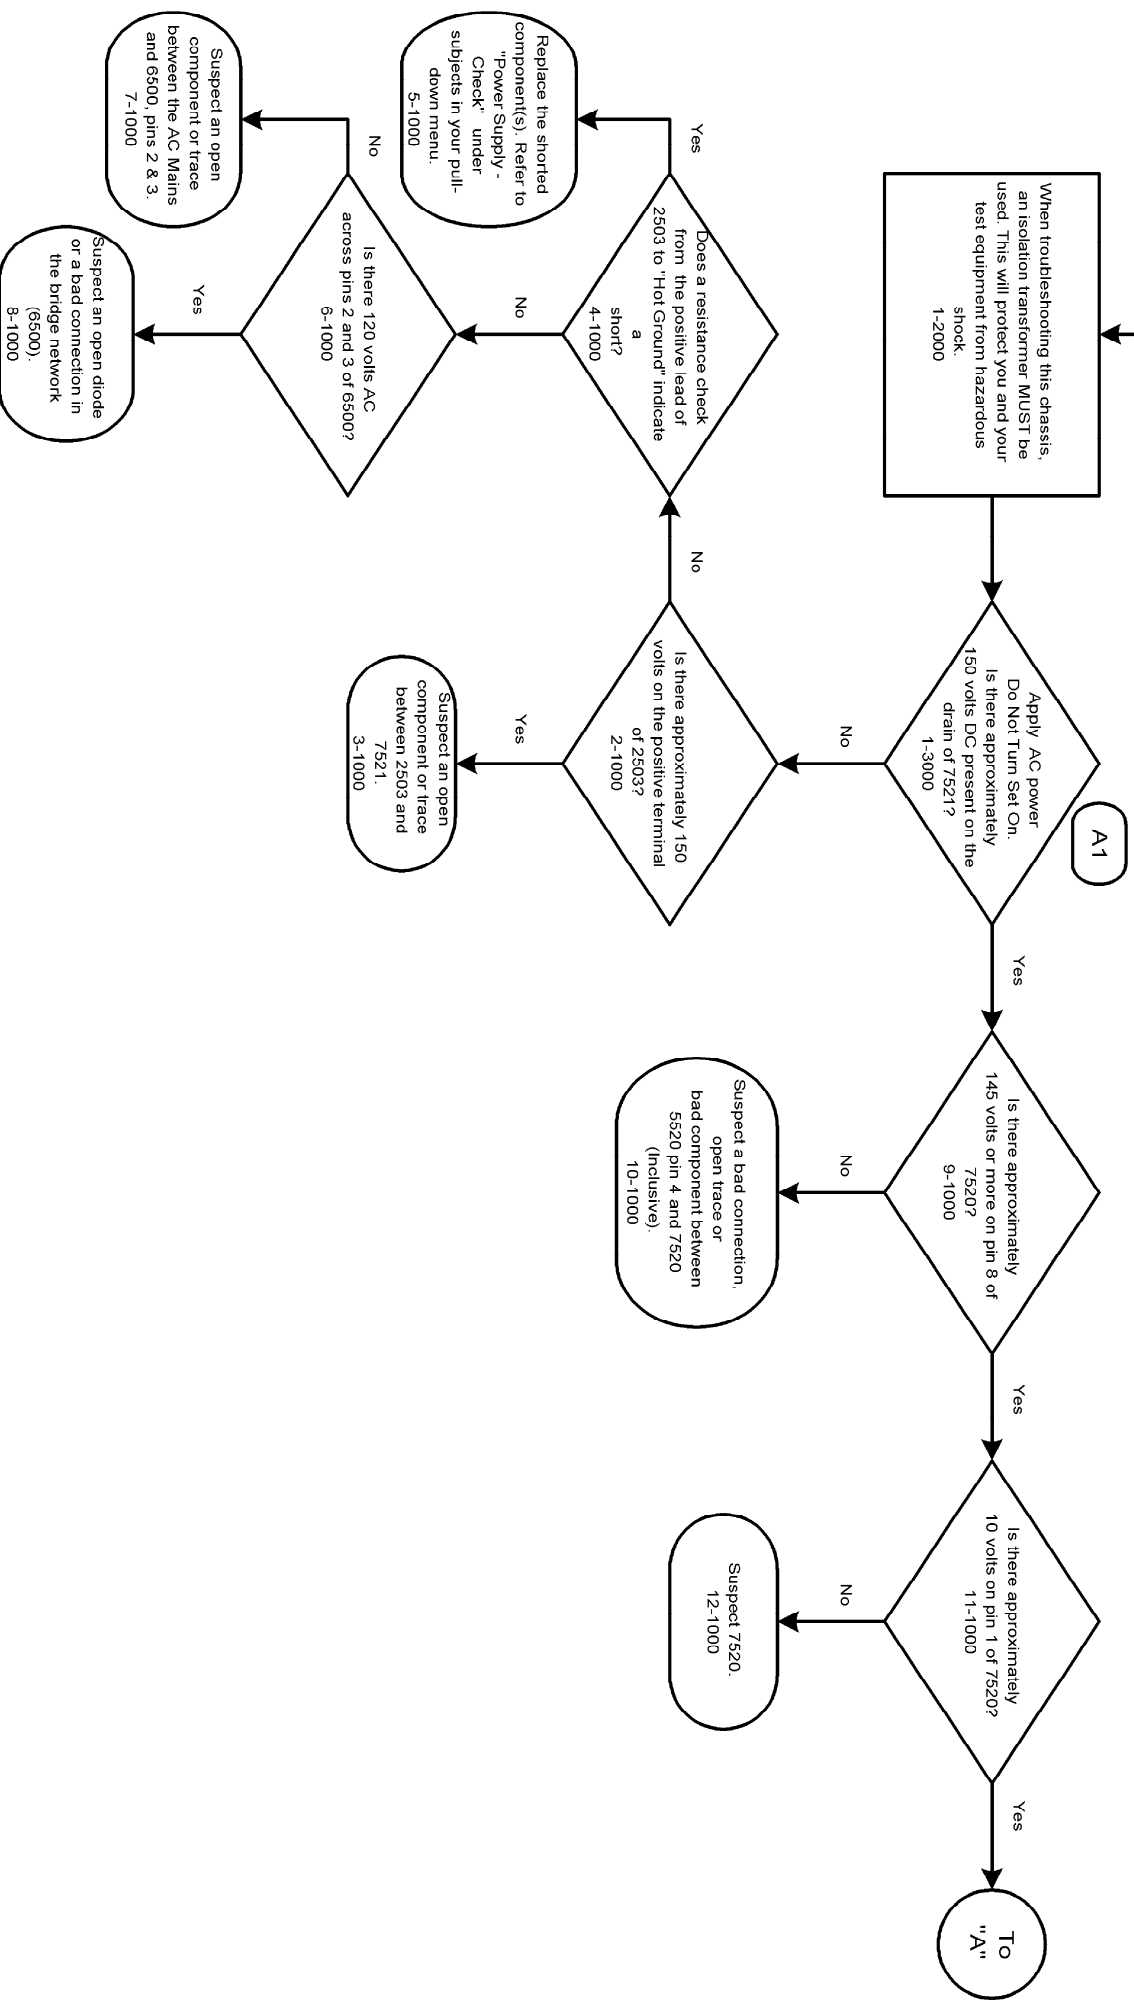 When troubleshooting this chassis,
an isolation transformer MUST be
used. This will protect you and your
test equipment from hazardous
shock.
1-2000
A1
Apply AC power
Do Not Turn Set On.
Is there approximately
150 volts DC present on the
drain of 7521?
1-3000
Yes
Is there approximately
145 volts or more on pin 8 of
7520?
9-1000
Yes
Is there approximately
10 volts on pin 1 of 7520?
11-1000
Yes
To
"A"
No
No
No
Does a resistance check
from the positive lead of
2503 to "Hot Ground" indicate
a
short?
4-1000
No
Is there approximately 150
volts on the positive terminal
of 2503?
2-1000
Suspect a bad connection,
open trace or
bad component between
5520 pin 4 and 7520
(Inclusive).
10-1000
Suspect 7520.
12-1000
Yes
Replace the shorted
component(s). Refer to
"Power Supply -
Check" under
subjects in your pull-
down menu.
5-1000
No
Yes
Suspect an open
component or trace
between 2503 and
7521.
3-1000
Is there 120 volts AC
across pins 2 and 3 of 6500?
6-1000
No
Suspect an open
component or trace
between the AC Mains
and 6500, pins 2 & 3.
7-1000
Yes
Suspect an open diode
or a bad connection in
the bridge network
(6500).
8-1000